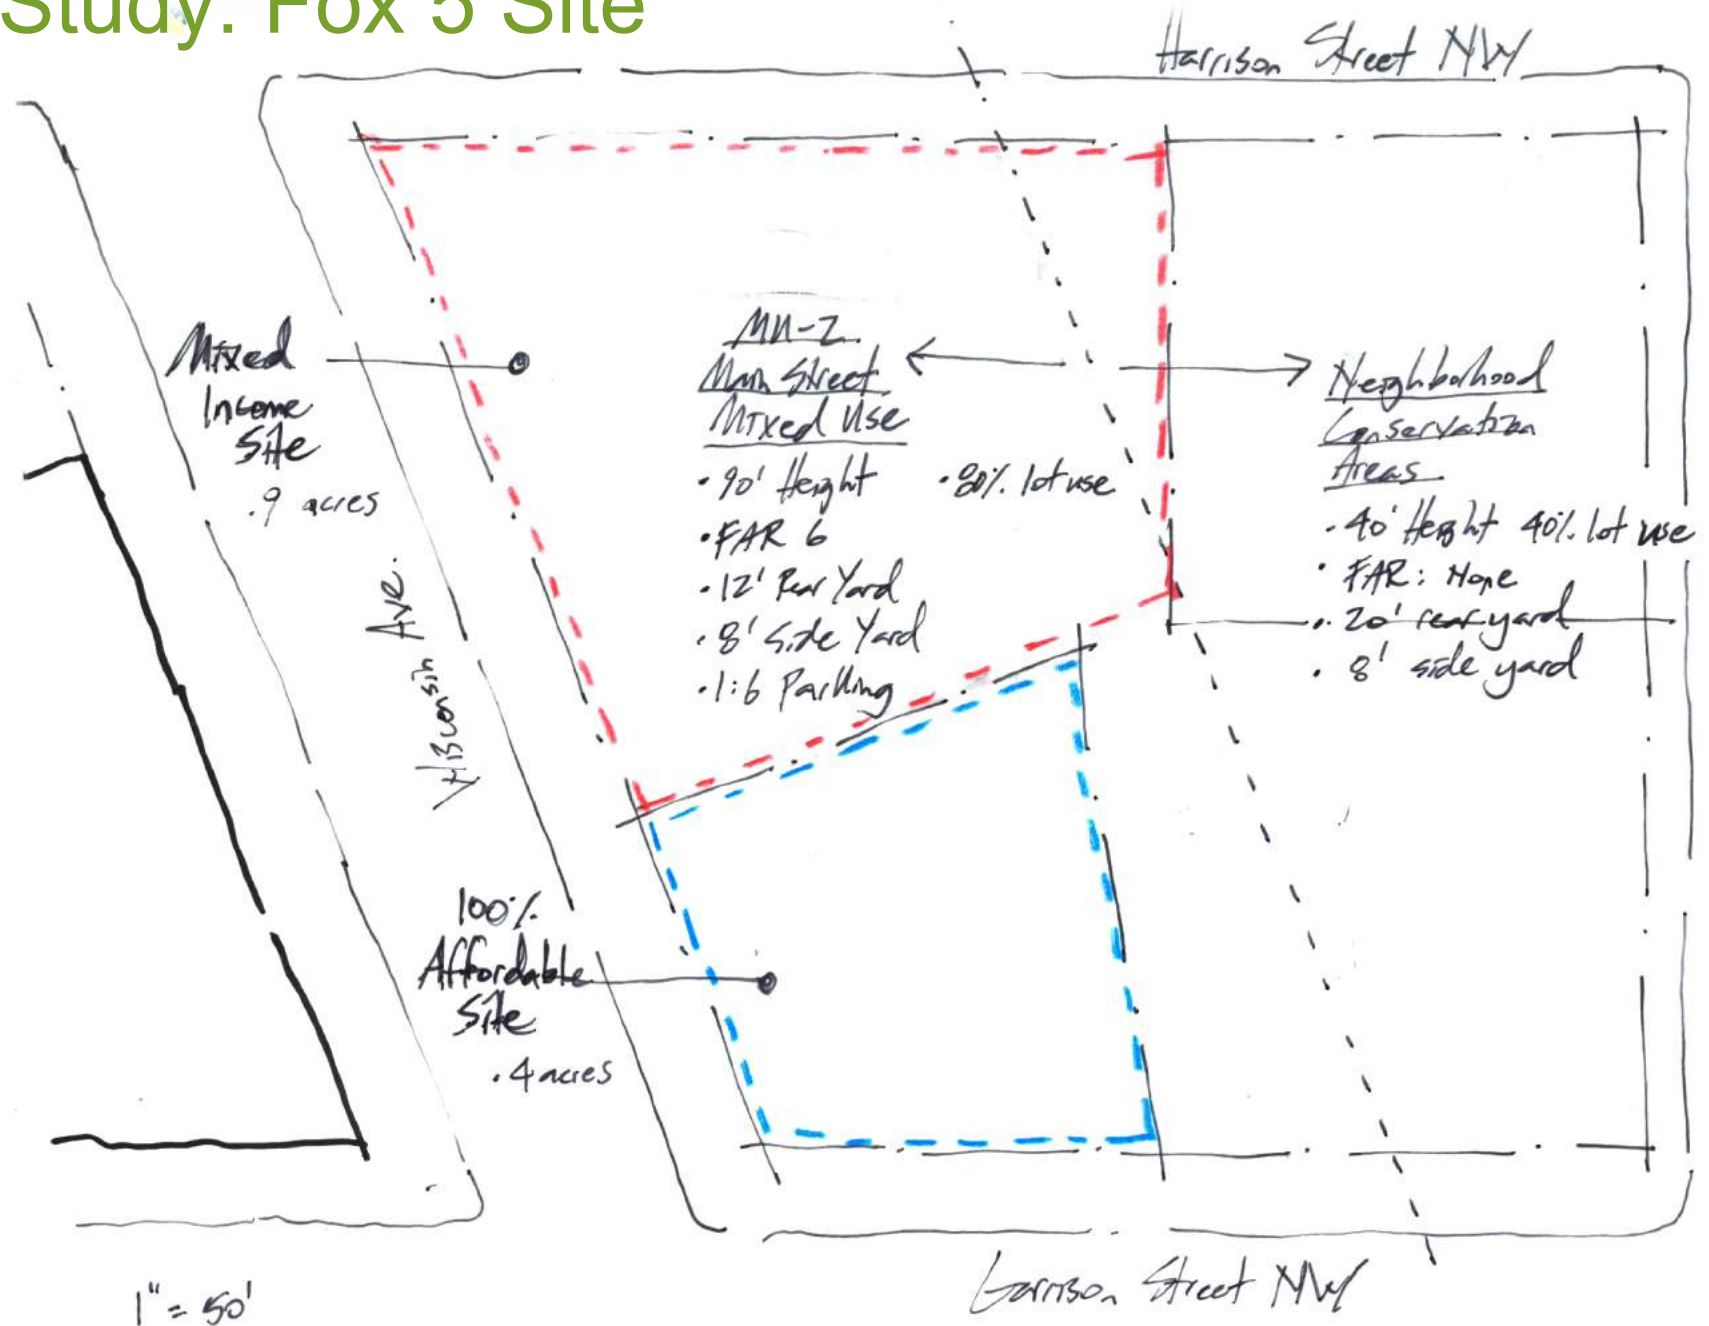 Study: Fox 5 Site
Harrison Street NW
Mixed
Income
Site
.9 acres
MU-2
Main Street
Mixed Use
• 90' Height
• 80% lot use
• FAR 6
• 12' Rear Yard
• 8' Side Yard
• 1:6 Parking
Neighborhood
Conservation
Areas
• 40' Height 40% lot use
• FAR: None
• 20' rear yard
• 8' side yard
Wisconsin Ave.
100%
Affordable
Site
.4 acres
Garrison Street NW
1" = 50'